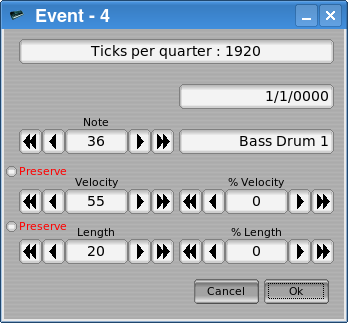 Event - 4
Ticks per quarter : 1920
1/1/0000
Note
36
Bass Drum 1
Preserve
Velocity
% Velocity
55
0
Preserve
Length
% Length
20
0
Cancel
Ok